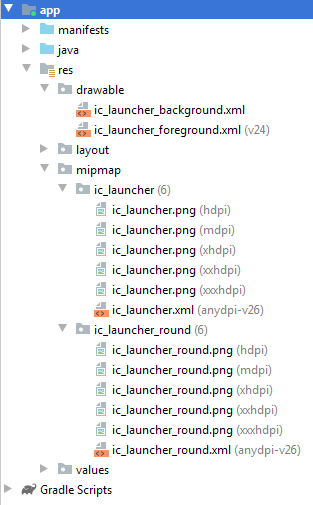 app
manifests
java
res
drawable
ic_launcher_background.xml
ic_launcher_foreground.xml (v24)
layout
mipmap
ic_launcher (6)
ic_launcher.png (hdpi)
ic_launcher.png (mdpi)
ic_launcher.png (xhdpi)
ic_launcher.png (xxhdpi)
ic_launcher.png (xxxhdpi)
ic_launcher.xml (anydpi-v26)
ic_launcher_round (6)
ic_launcher_round.png (hdpi)
ic_launcher_round.png (mdpi)
ic_launcher_round.png (xhdpi)
ic_launcher_round.png (xxhdpi)
ic_launcher_round.png (xxxhdpi)
ic_launcher_round.xml (anydpi-v26)
values
Gradle Scripts